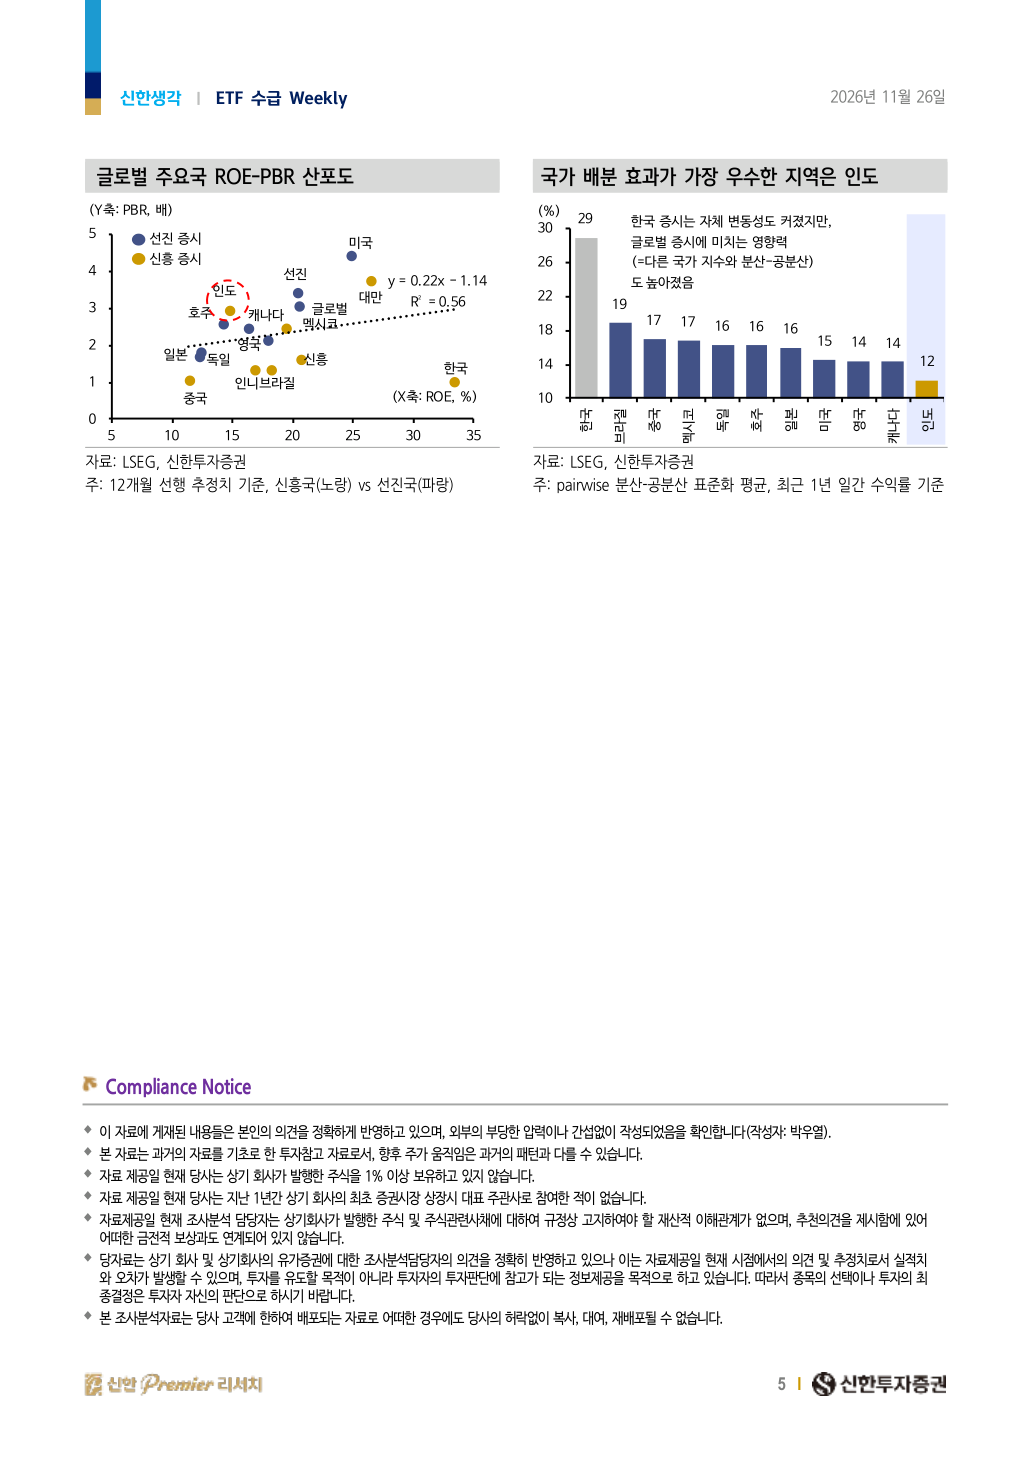 신한생각 | ETF 수급 Weekly
2026년 11월 26일
글로벌 주요국 ROE-PBR 산포도
(Y축: PBR, 배)
5
4
3
2
1
0
선진 증시
신흥 증시
미국
선진
y = 0.22x − 1.14
R² = 0.56
인도
대만
호주
캐나다
글로벌
멕시코
영국
일본
독일
신흥
인니
브라질
한국
중국
(X축: ROE, %)
5 10 15 20 25 30 35
자료: LSEG, 신한투자증권
주: 12개월 선행 추정치 기준, 신흥국(노랑) vs 선진국(파랑)
국가 배분 효과가 가장 우수한 지역은 인도
(%)
30
26
22
18
14
10
한국 증시는 자체 변동성도 커졌지만,
글로벌 증시에 미치는 영향력
(=다른 국가 지수와 분산-공분산)
도 높아졌음
29 19 17 17 16 16 16 15 14 14 12
한국 브라질 중국 멕시코 독일 호주 일본 미국 영국 캐나다 인도
자료: LSEG, 신한투자증권
주: pairwise 분산-공분산 표준화 평균, 최근 1년 일간 수익률 기준
Compliance Notice
◆ 이 자료에 게재된 내용들은 본인의 의견을 정확하게 반영하고 있으며, 외부의 부당한 압력이나 간섭없이 작성되었음을 확인합니다(작성자: 박우열).
◆ 본 자료는 과거의 자료를 기초로 한 투자참고 자료로서, 향후 주가 움직임은 과거의 패턴과 다를 수 있습니다.
◆ 자료 제공일 현재 당사는 상기 회사가 발행한 주식을 1% 이상 보유하고 있지 않습니다.
◆ 자료 제공일 현재 당사는 지난 1년간 상기 회사의 최초 증권시장 상장시 대표 주관사로 참여한 적이 없습니다.
◆ 자료제공일 현재 조사분석 담당자는 상기회사가 발행한 주식 및 주식관련사채에 대하여 규정상 고지하여야 할 재산적 이해관계가 없으며, 추천의견을 제시함에 있어
어떠한 금전적 보상과도 연계되어 있지 않습니다.
◆ 당자료는 상기 회사 및 상기회사의 유가증권에 대한 조사분석담당자의 의견을 정확히 반영하고 있으나 이는 자료제공일 현재 시점에서의 의견 및 추정치로서 실적치
와 오차가 발생할 수 있으며, 투자를 유도할 목적이 아니라 투자자의 투자판단에 참고가 되는 정보제공을 목적으로 하고 있습니다. 따라서 종목의 선택이나 투자의 최
종결정은 투자자 자신의 판단으로 하시기 바랍니다.
◆ 본 조사분석자료는 당사 고객에 한하여 배포되는 자료로 어떠한 경우에도 당사의 허락없이 복사, 대여, 재배포될 수 없습니다.
신한 Premier 리서치
5 | 신한투자증권